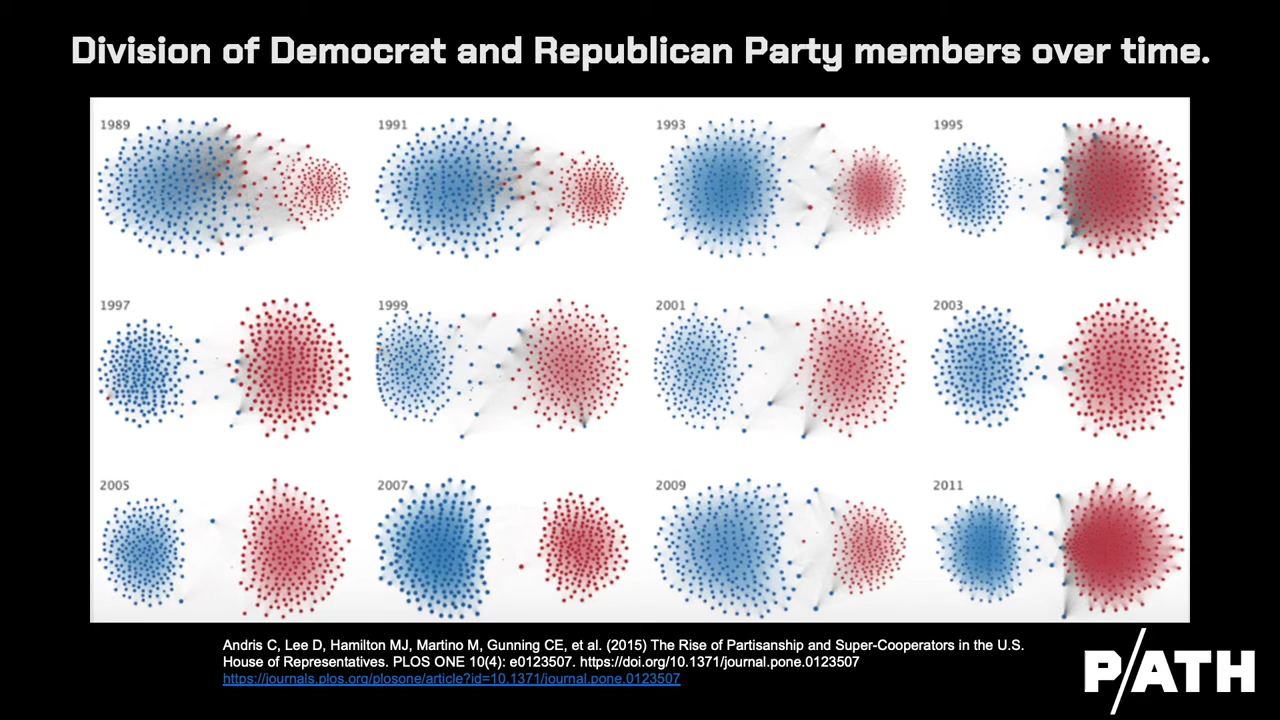 Division of Democrat and Republican Party members over time.
1989
1991
1993
1995
1997
1999
2001
2003
2005
2007
2009
2011
Andris C, Lee D, Hamilton MJ, Martino M, Gunning CE, et al. (2015) The Rise of Partisanship and Super-Cooperators in the U.S.
House of Representatives. PLOS ONE 10(4): e0123507. https://doi.org/10.1371/journal.pone.0123507
https://journals.plos.org/plosone/article?id=10.1371/journal.pone.0123507
P/ATH